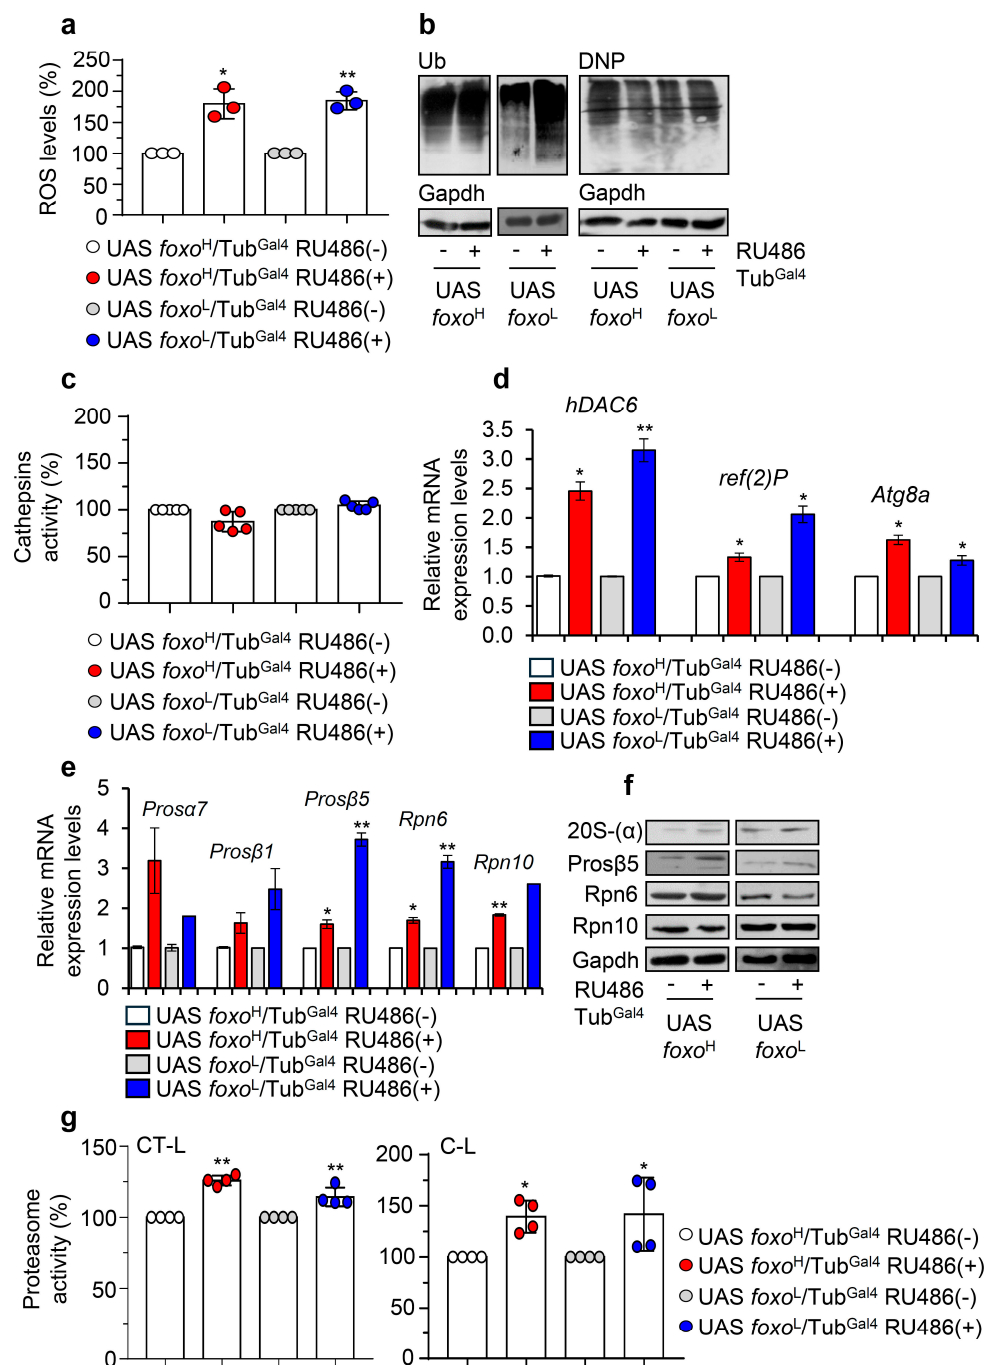 a
ROS levels (%)
250
200
150
100
50
0
*
**
UAS foxoH/TubGal4 RU486(-)
UAS foxoH/TubGal4 RU486(+)
UAS foxoL/TubGal4 RU486(-)
UAS foxoL/TubGal4 RU486(+)
b
Ub
DNP
Gapdh
Gapdh
- + - + - + - + RU486
TubGal4
UAS UAS UAS UAS
foxoH foxoL foxoH foxoL
c
Cathepsins
activity (%)
200
150
100
50
0
UAS foxoH/TubGal4 RU486(-)
UAS foxoH/TubGal4 RU486(+)
UAS foxoL/TubGal4 RU486(-)
UAS foxoL/TubGal4 RU486(+)
d
Relative mRNA
expression levels
3.5
3.0
2.5
2.0
1.5
1.0
0.5
0.0
hDAC6
* **
ref(2)P
* *
Atg8a
* *
UAS foxoH/TubGal4 RU486(-)
UAS foxoH/TubGal4 RU486(+)
UAS foxoL/TubGal4 RU486(-)
UAS foxoL/TubGal4 RU486(+)
e
Relative mRNA
expression levels
5
4
3
2
1
0
Prosα7
Prosβ1
Prosβ5
* **
Rpn6
* **
Rpn10
**
UAS foxoH/TubGal4 RU486(-)
UAS foxoH/TubGal4 RU486(+)
UAS foxoL/TubGal4 RU486(-)
UAS foxoL/TubGal4 RU486(+)
f
20S-(α)
Prosβ5
Rpn6
Rpn10
Gapdh
RU486 - + - +
TubGal4
UAS UAS
foxoH foxoL
g
Proteasome
activity (%)
CT-L
150
100
50
0
** **
C-L
200
150
100
50
0
* *
UAS foxoH/TubGal4 RU486(-)
UAS foxoH/TubGal4 RU486(+)
UAS foxoL/TubGal4 RU486(-)
UAS foxoL/TubGal4 RU486(+)